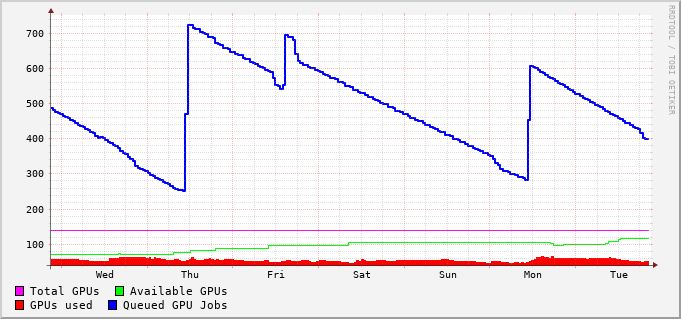 RRDTOOL / TOBI OETIKER
700
600
500
400
300
200
100
Wed Thu Fri Sat Sun Mon Tue
Total GPUs Available GPUs
GPUs used Queued GPU Jobs